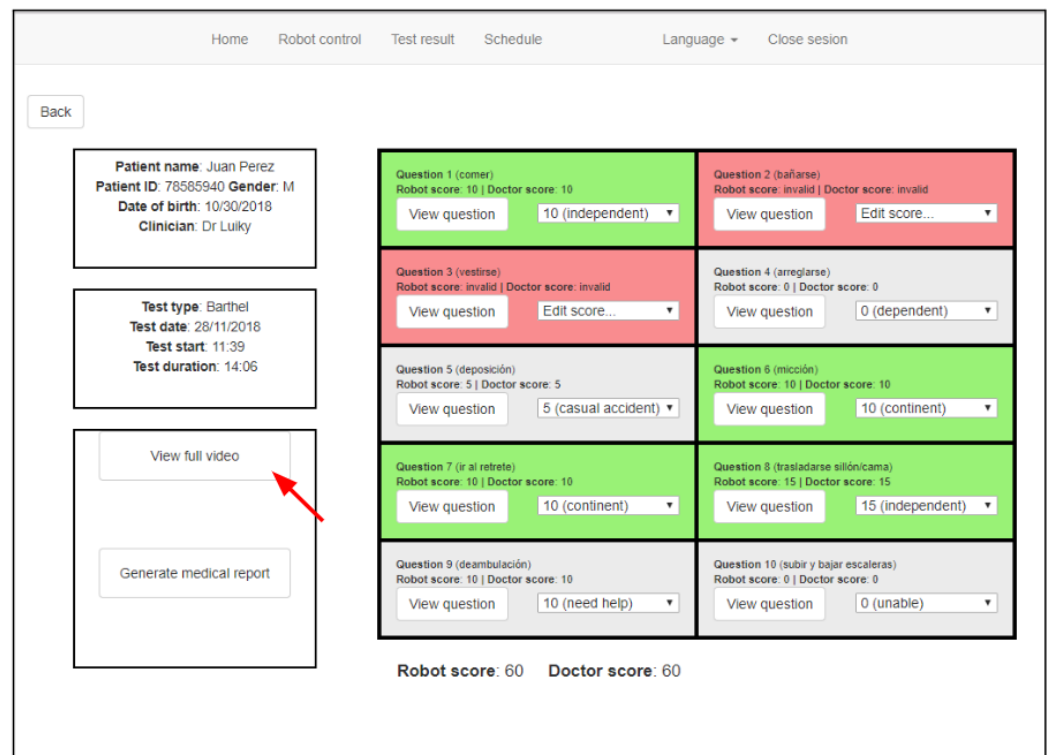 Home Robot control Test result Schedule Language Close sesion
Back
Patient name: Juan Perez
Patient ID: 78585940 Gender: M
Date of birth: 10/30/2018
Clinician: Dr Luiky
Test type: Barthel
Test date: 28/11/2018
Test start: 11:39
Test duration: 14:06
View full video
Generate medical report
Question 1 (comer)
Robot score: 10 | Doctor score: 10
View question 10 (independent)
Question 2 (bañarse)
Robot score: invalid | Doctor score: invalid
View question Edit score...
Question 3 (vestirse)
Robot score: invalid | Doctor score: invalid
View question Edit score...
Question 4 (arreglarse)
Robot score: 0 | Doctor score: 0
View question 0 (dependent)
Question 5 (deposición)
Robot score: 5 | Doctor score: 5
View question 5 (casual accident)
Question 6 (micción)
Robot score: 10 | Doctor score: 10
View question 10 (continent)
Question 7 (ir al retrete)
Robot score: 10 | Doctor score: 10
View question 10 (continent)
Question 8 (trasladarse sillón/cama)
Robot score: 15 | Doctor score: 15
View question 15 (independent)
Question 9 (deambulación)
Robot score: 10 | Doctor score: 10
View question 10 (need help)
Question 10 (subir y bajar escaleras)
Robot score: 0 | Doctor score: 0
View question 0 (unable)
Robot score: 60 Doctor score: 60